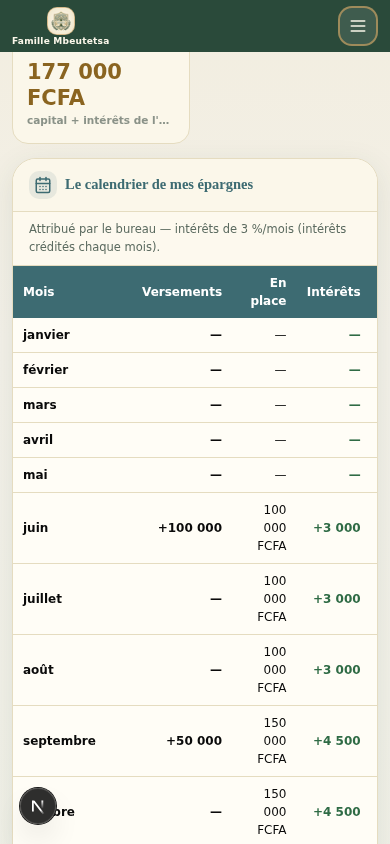 Famille Mbeutetsa
177 000
FCFA
capital + intérêts de l'…
Le calendrier de mes épargnes
Attribué par le bureau — intérêts de 3 %/mois (intérêts
crédités chaque mois).
Mois Versements En place Intérêts
janvier — — —
février — — —
mars — — —
avril — — —
mai — — —
juin +100 000 100 000 FCFA +3 000
juillet — 100 000 FCFA +3 000
août — 100 000 FCFA +3 000
septembre +50 000 150 000 FCFA +4 500
bre — 150 000 FCFA +4 500
N